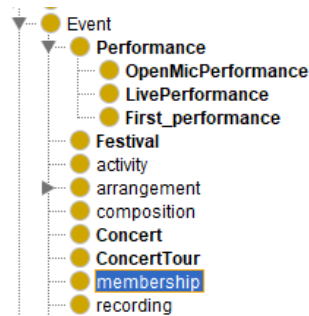 Event
Performance
OpenMicPerformance
LivePerformance
First_performance
Festival
activity
arrangement
composition
Concert
ConcertTour
membership
recording